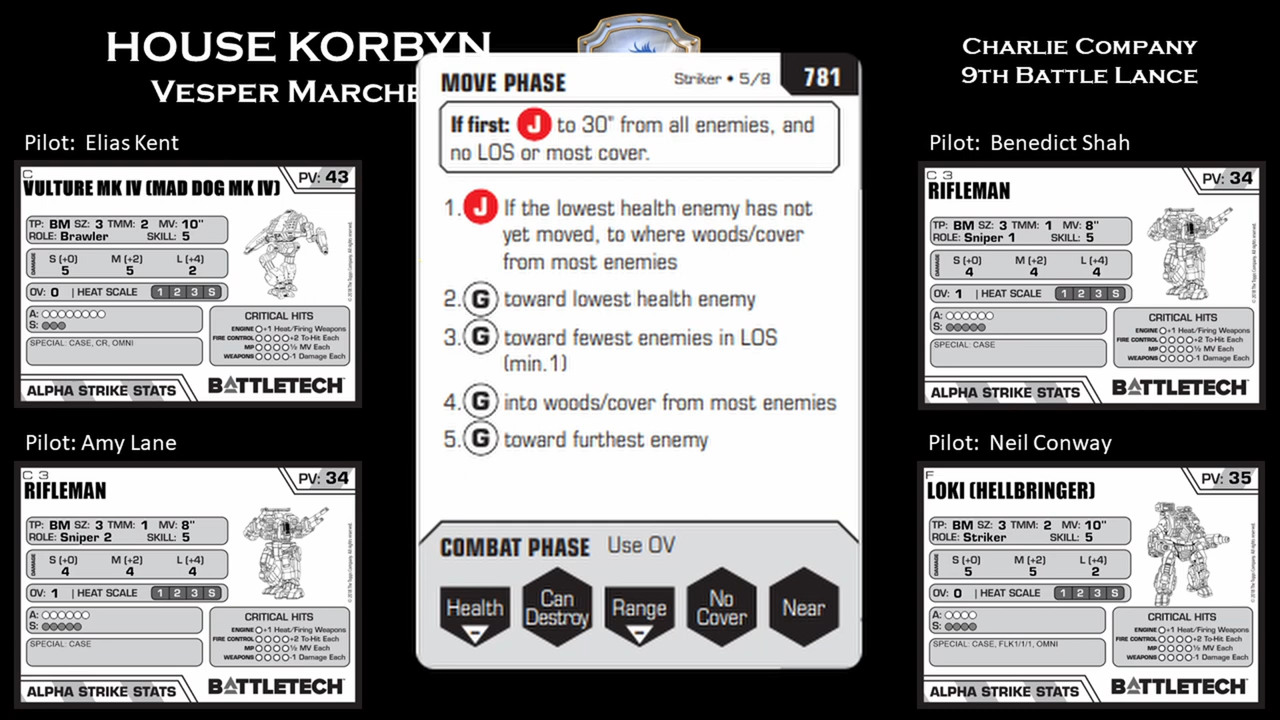 HOUSE KORBYN
VESPER MARCHE
CHARLIE COMPANY
9TH BATTLE LANCE
Pilot: Elias Kent
C
VULTURE MK IV (MAD DOG MK IV)
PV: 43
TP: BM SZ: 3 TMM: 2 MV: 10"
ROLE: Brawler SKILL: 5
DAMAGE
S (+0) M (+2) L (+4)
5 5 2
OV: 0 | HEAT SCALE 1 2 3 S
A:
S:
SPECIAL: CASE, CR, OMNI
CRITICAL HITS
ENGINE +1 Heat/Firing Weapons
FIRE CONTROL +2 To-Hit Each
MP ½ MV Each
WEAPONS -1 Damage Each
ALPHA STRIKE STATS
BATTLETECH
Pilot: Amy Lane
C 3
RIFLEMAN
PV: 34
TP: BM SZ: 3 TMM: 1 MV: 8"
ROLE: Sniper 2 SKILL: 5
DAMAGE
S (+0) M (+2) L (+4)
4 4 4
OV: 1 | HEAT SCALE 1 2 3 S
A:
S:
SPECIAL: CASE
CRITICAL HITS
ENGINE +1 Heat/Firing Weapons
FIRE CONTROL +2 To-Hit Each
MP ½ MV Each
WEAPONS -1 Damage Each
ALPHA STRIKE STATS
BATTLETECH
MOVE PHASE
Striker • 5/8
781
If first: J to 30" from all enemies, and
no LOS or most cover.
1. J If the lowest health enemy has not
yet moved, to where woods/cover
from most enemies
2. G toward lowest health enemy
3. G toward fewest enemies in LOS
(min.1)
4. G into woods/cover from most enemies
5. G toward furthest enemy
COMBAT PHASE Use OV
Health
Can
Destroy
Range
No
Cover
Near
Pilot: Benedict Shah
C 3
RIFLEMAN
PV: 34
TP: BM SZ: 3 TMM: 1 MV: 8"
ROLE: Sniper 1 SKILL: 5
DAMAGE
S (+0) M (+2) L (+4)
4 4 4
OV: 1 | HEAT SCALE 1 2 3 S
A:
S:
SPECIAL: CASE
CRITICAL HITS
ENGINE +1 Heat/Firing Weapons
FIRE CONTROL +2 To-Hit Each
MP ½ MV Each
WEAPONS -1 Damage Each
ALPHA STRIKE STATS
BATTLETECH
Pilot: Neil Conway
F
LOKI (HELLBRINGER)
PV: 35
TP: BM SZ: 3 TMM: 2 MV: 10"
ROLE: Striker SKILL: 5
DAMAGE
S (+0) M (+2) L (+4)
5 5 2
OV: 0 | HEAT SCALE 1 2 3 S
A:
S:
SPECIAL: CASE, FLK1/1/1, OMNI
CRITICAL HITS
ENGINE +1 Heat/Firing Weapons
FIRE CONTROL +2 To-Hit Each
MP ½ MV Each
WEAPONS -1 Damage Each
ALPHA STRIKE STATS
BATTLETECH